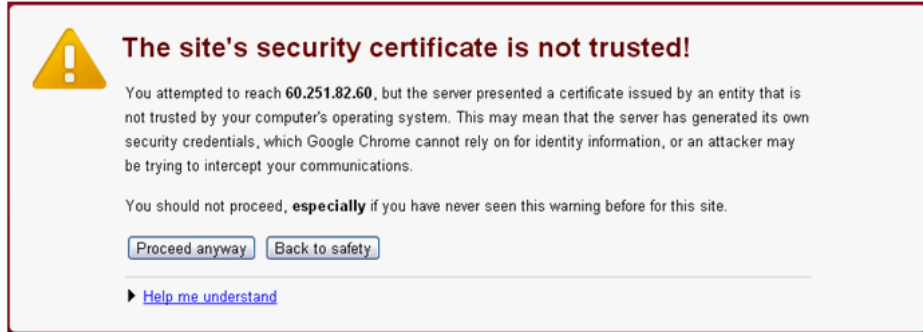 The site's security certificate is not trusted!
You attempted to reach 60.251.82.60, but the server presented a certificate issued by an entity that is
not trusted by your computer's operating system. This may mean that the server has generated its own
security credentials, which Google Chrome cannot rely on for identity information, or an attacker may
be trying to intercept your communications.
You should not proceed, especially if you have never seen this warning before for this site.
Proceed anyway Back to safety
Help me understand